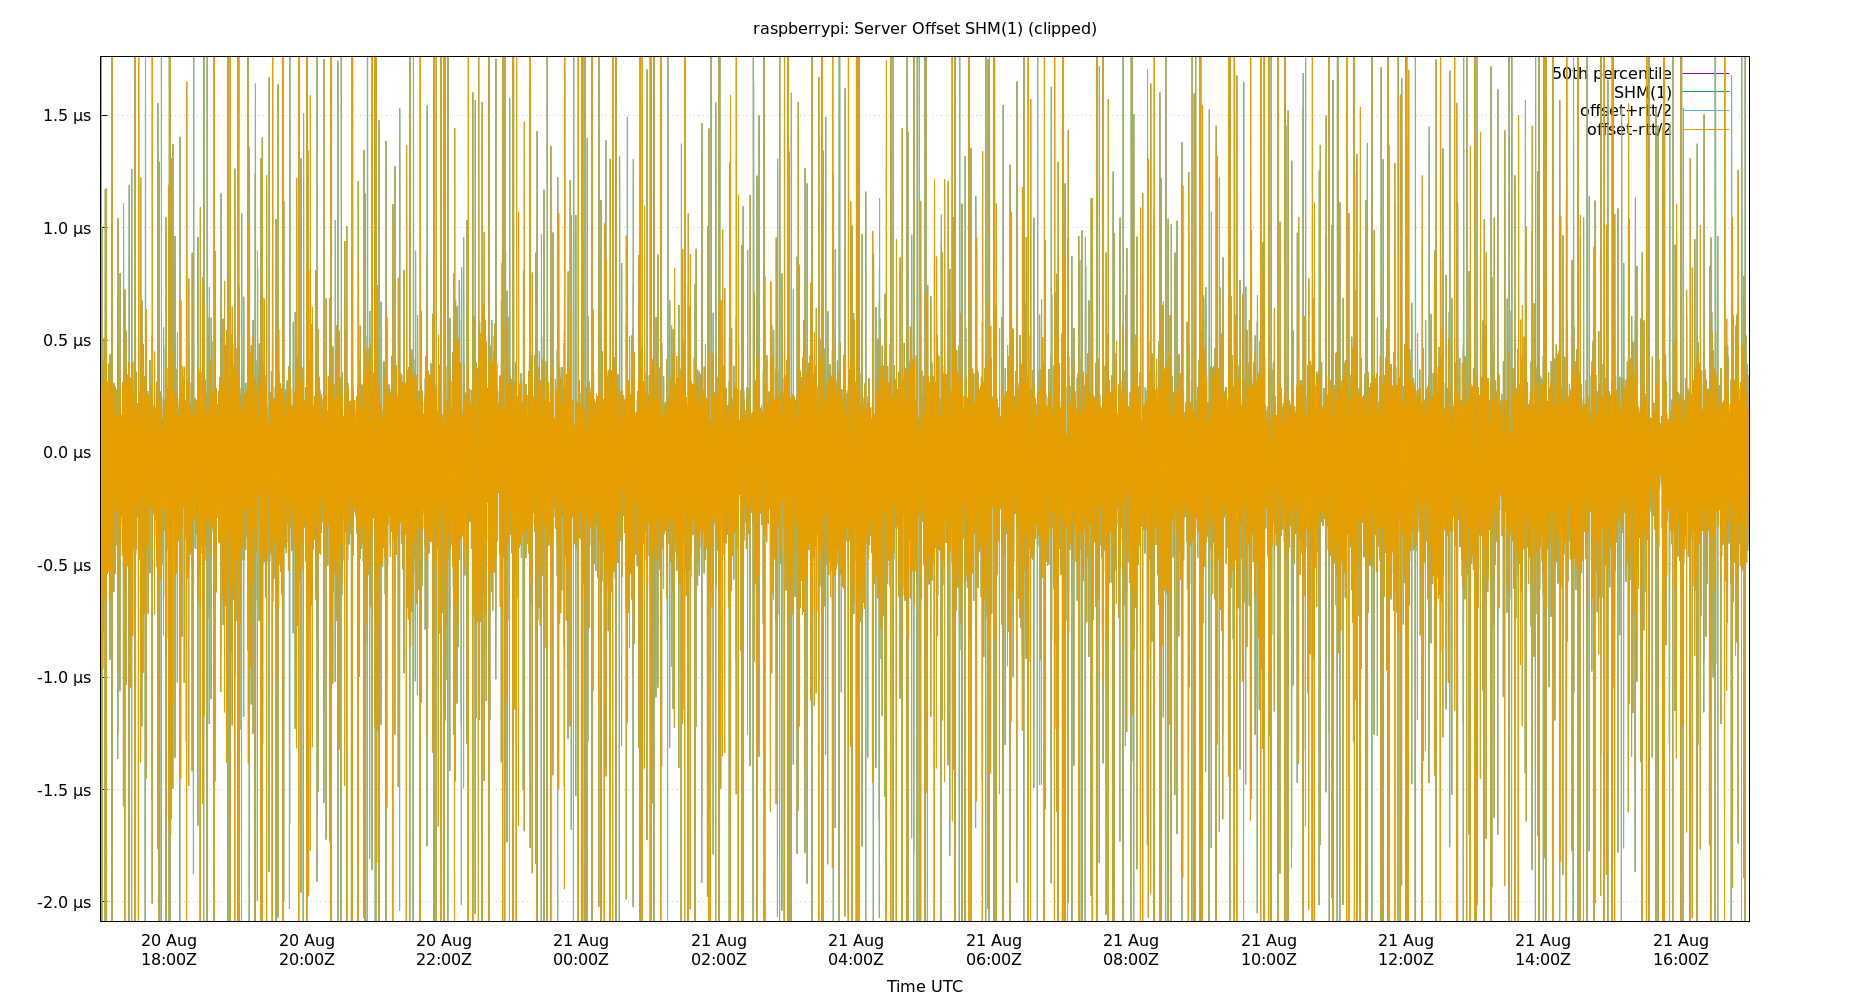 raspberrypi: Server Offset SHM(1) (clipped)
50th percentile
SHM(1)
offset+rtt/2
offset-rtt/2
1.5 µs
1.0 µs
0.5 µs
0.0 µs
-0.5 µs
-1.0 µs
-1.5 µs
-2.0 µs
20 Aug 20 Aug 20 Aug 21 Aug 21 Aug 21 Aug 21 Aug 21 Aug 21 Aug 21 Aug 21 Aug 21 Aug
18:00Z 20:00Z 22:00Z 00:00Z 02:00Z 04:00Z 06:00Z 08:00Z 10:00Z 12:00Z 14:00Z 16:00Z
Time UTC